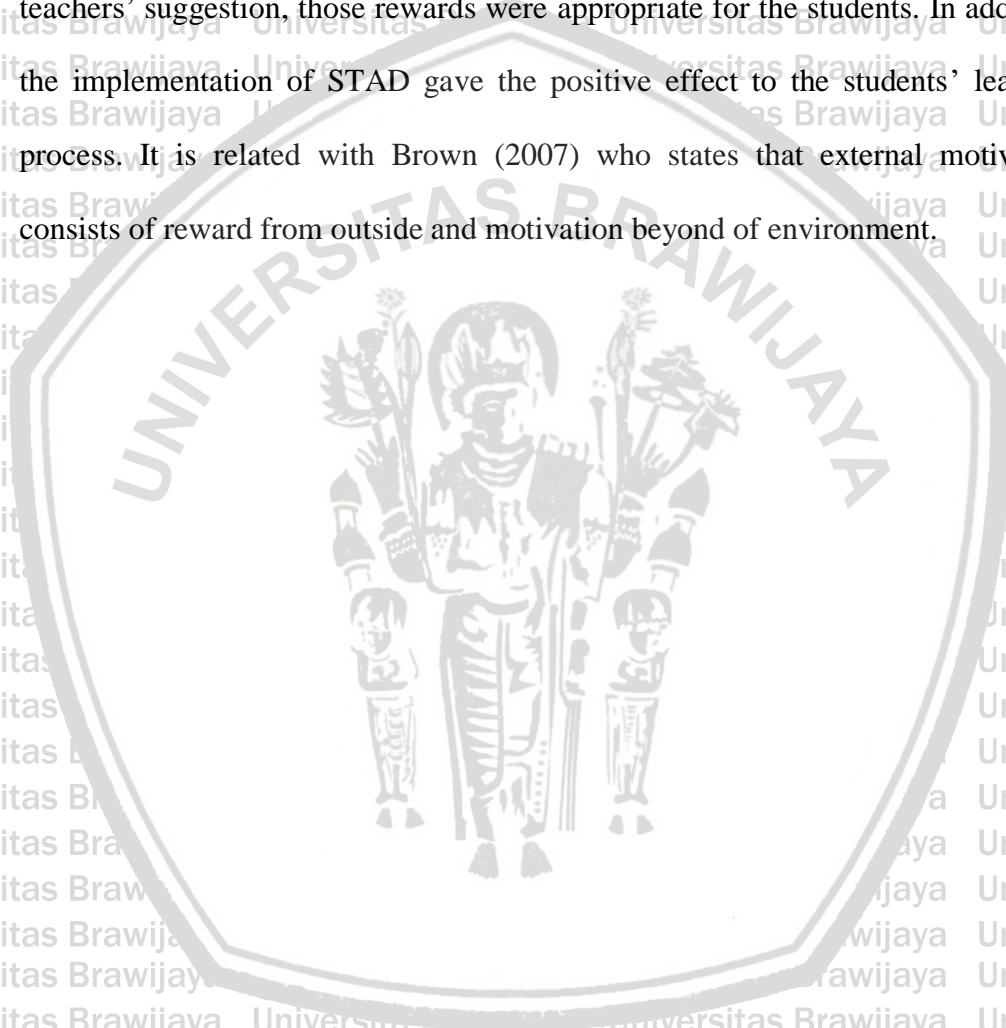 teachers' suggestion, those rewards were appropriate for the students. In add
the implementation of STAD gave the positive effect to the students' lea
process. It is related with Brown (2007) who states that external motiv
consists of reward from outside and motivation beyond of environment.
UNIVERSITAS BRAWIJAYA